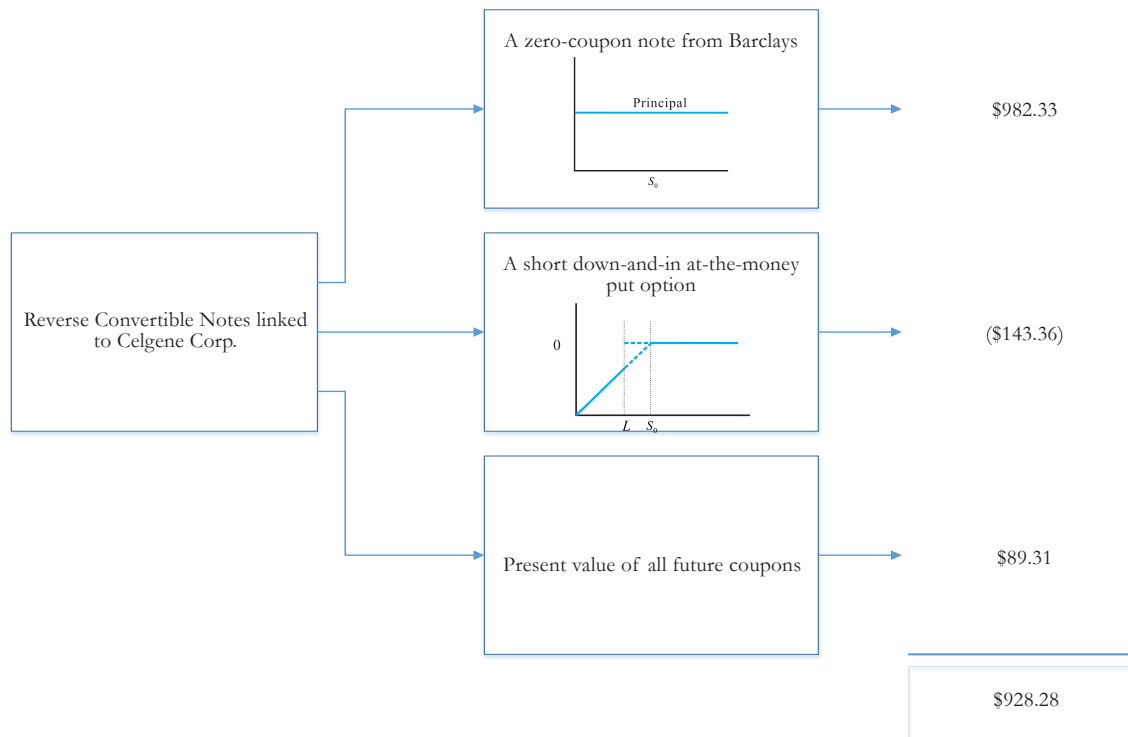 A zero-coupon note from Barclays
Principal
S₀
$982.33
Reverse Convertible Notes linked
to Celgene Corp.
A short down-and-in at-the-money
put option
0
L S₀
($143.36)
Present value of all future coupons
$89.31
$928.28